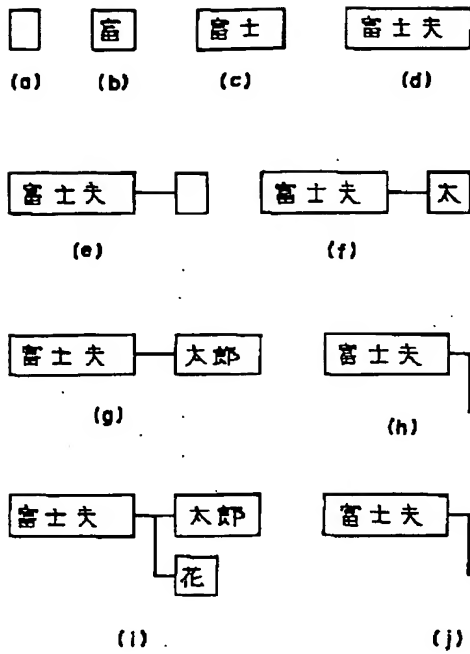 富 富士 富士夫
(a) (b) (c) (d)
富士夫 富士夫 太
(e) (f)
富士夫 太郎 富士夫
(g) (h)
富士夫 太郎 富士夫
花
(i) (j)